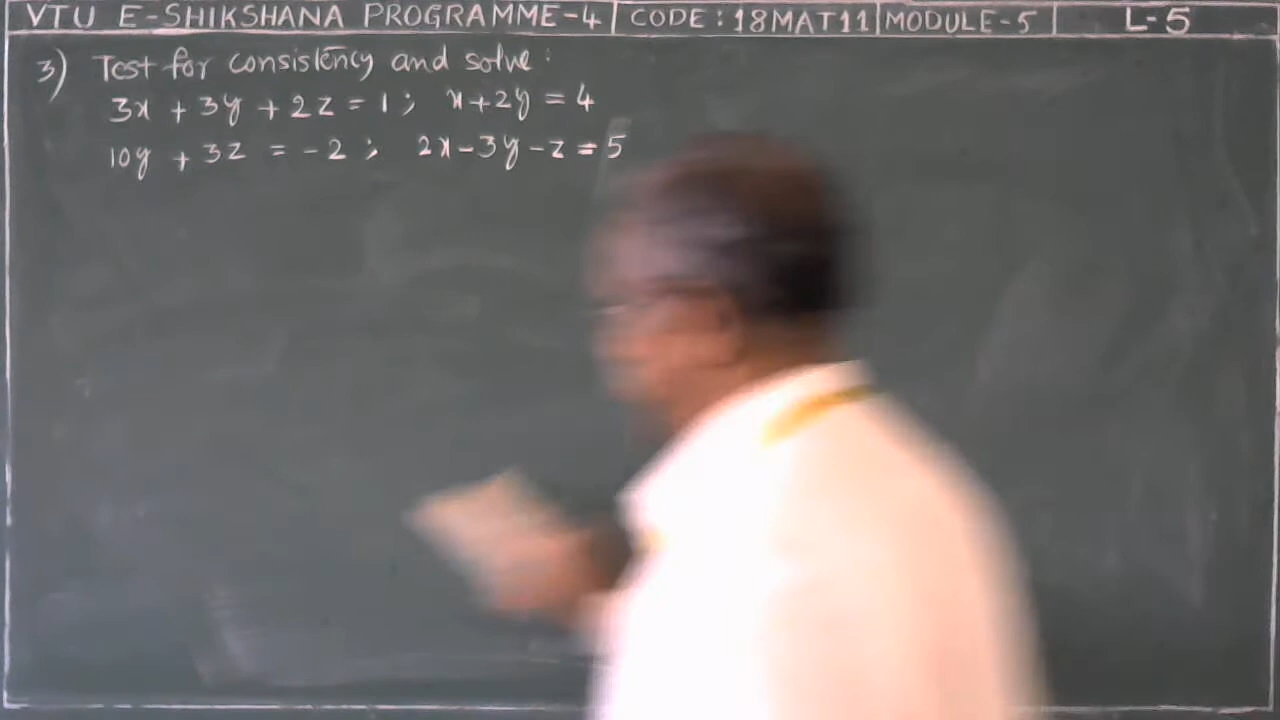 VTU E-SHIKSHANA PROGRAMME-4 CODE: 18MAT11 MODULE-5 L-5
3) Test for consistency and solve:
3x + 3y + 2z = 1; x+2y = 4
10y + 3z = -2; 2x-3y-z = 5